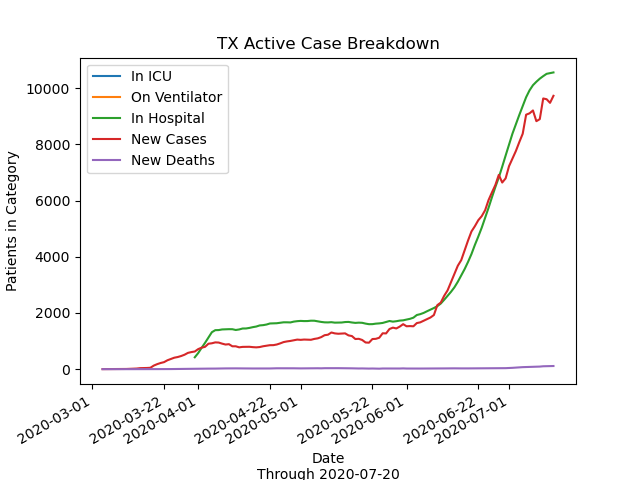 TX Active Case Breakdown
In ICU
On Ventilator
In Hospital
New Cases
New Deaths
Patients in Category
10000
8000
6000
4000
2000
0
2020-03-01
2020-03-22
2020-04-01
2020-04-22
2020-05-01
2020-05-22
2020-06-01
2020-06-22
2020-07-01
Date
Through 2020-07-20